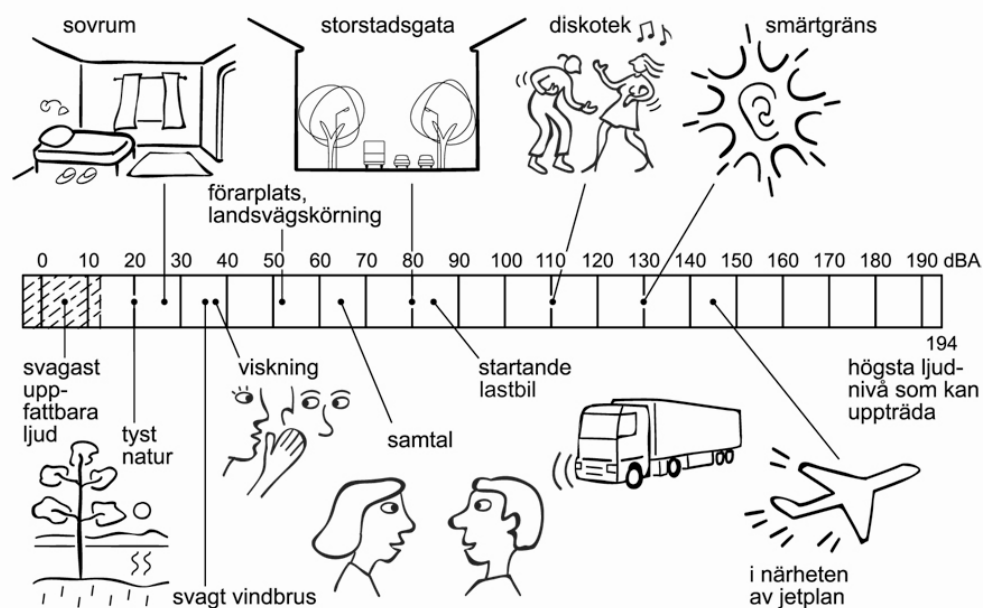 sovrum
storstadsgata
diskotek
smärtgräns
förarplats,
landsvägskörning
0 10 20 30 40 50 60 70 80 90 100 110 120 130 140 150 160 170 180 190 dBA
194
svagast
upp-
fattbara
ljud
tyst
natur
viskning
samtal
startande
lastbil
högsta ljud-
nivå som kan
uppträda
svagt vindbrus
i närheten
av jetplan